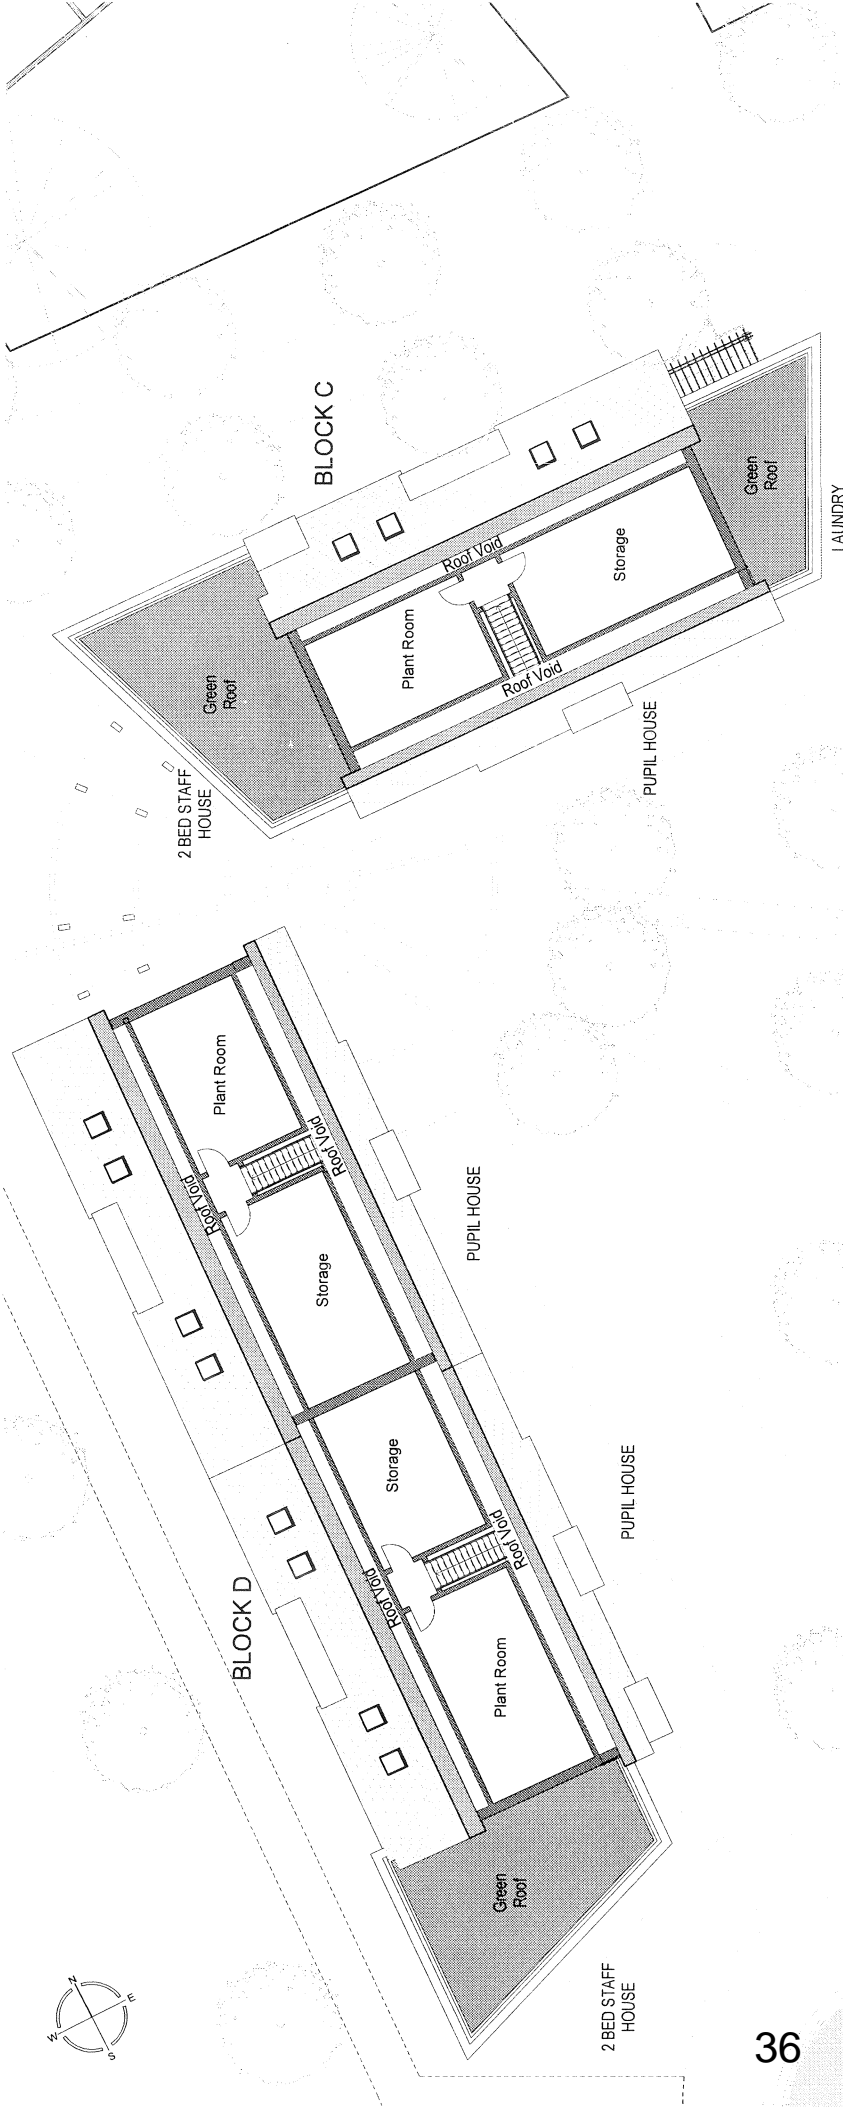 BLOCK C
Green
Roof
LAUNDRY
Roof Void
Storage
Plant Room
Roof Void
Green
Roof
PUPIL HOUSE
2 BED STAFF
HOUSE
Plant Room
Roof Void
Roof Void
PUPIL HOUSE
Storage
Storage
PUPIL HOUSE
Roof Void
Roof Void
BLOCK D
Plant Room
Green
Roof
2 BED STAFF
HOUSE
N
E
W
S
36